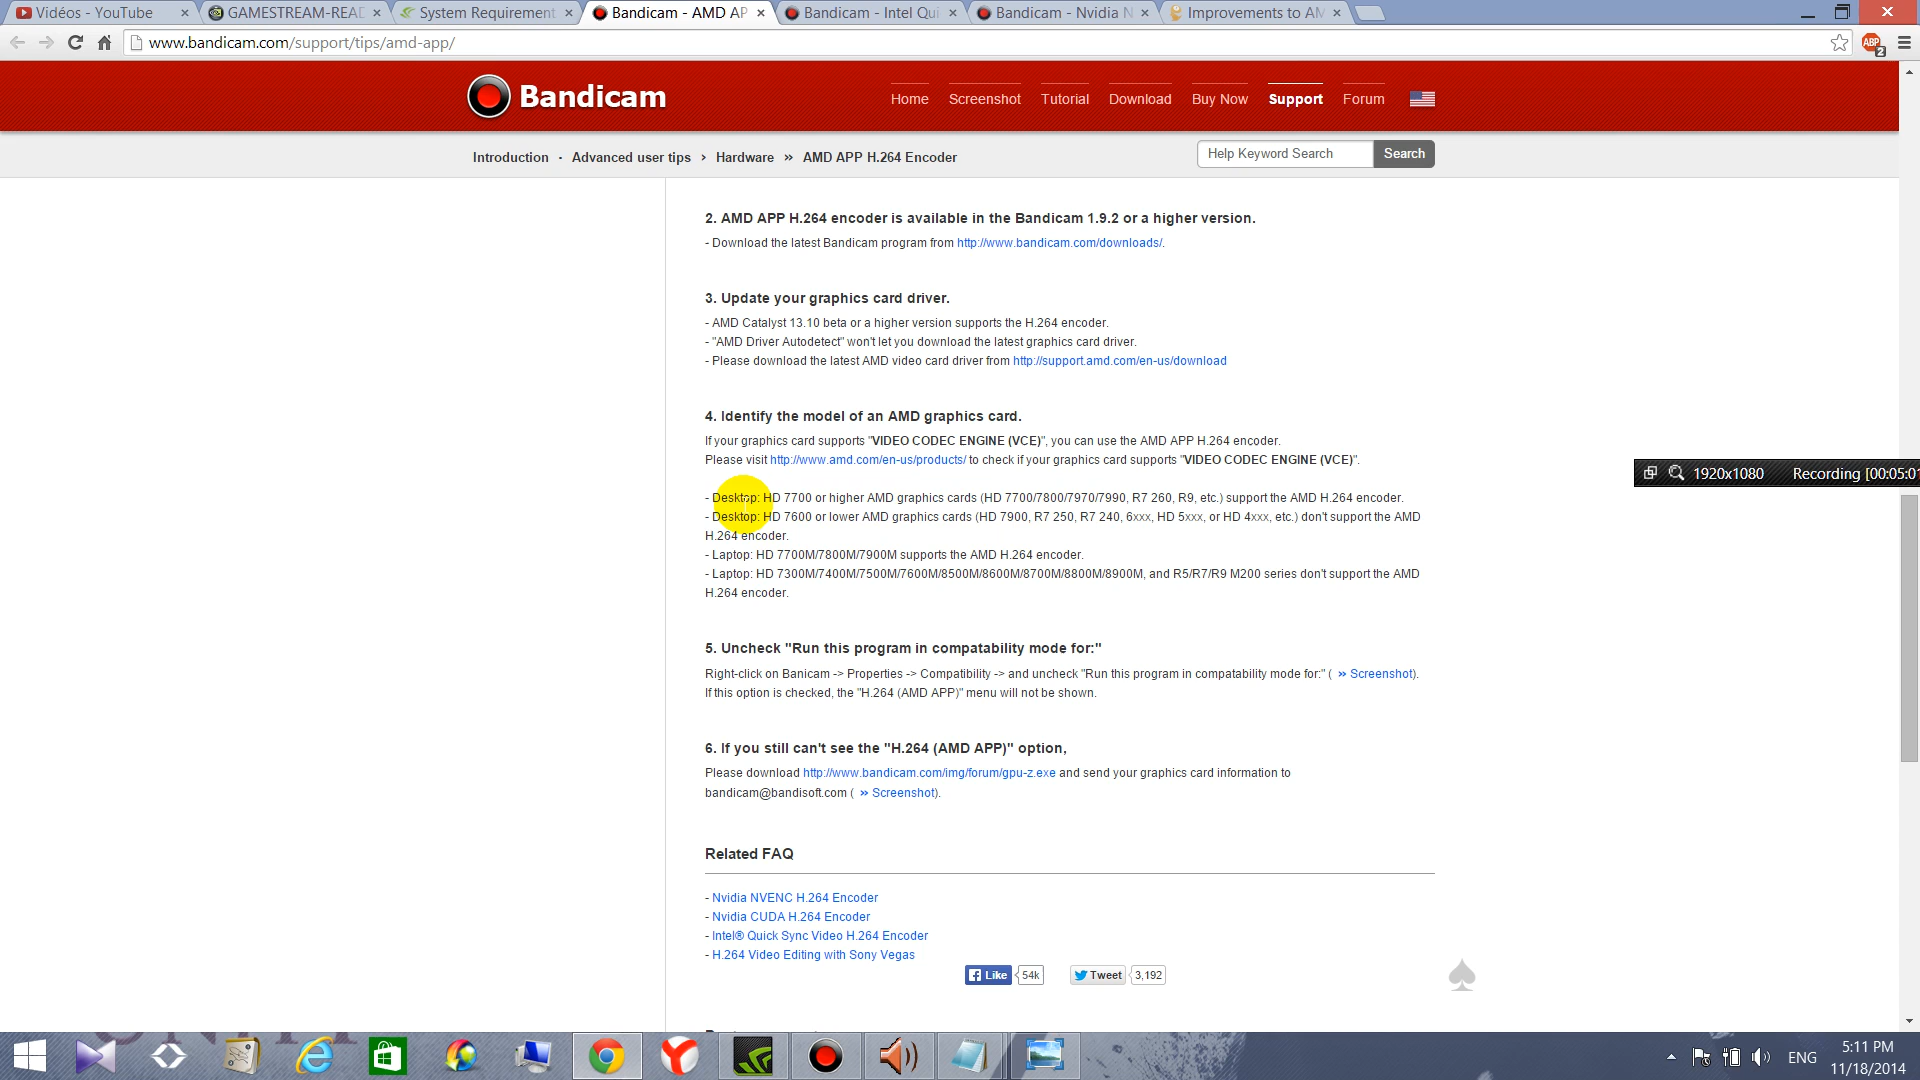 Vidéos - YouTube
GAMESTREAM-READ
System Requirement
Bandicam - AMD AP
Bandicam - Intel Qui
Bandicam - Nvidia N
Improvements to AM
www.bandicam.com/support/tips/amd-app/
ABP
2
Bandicam
Home
Screenshot
Tutorial
Download
Buy Now
Support
Forum
Introduction · Advanced user tips › Hardware » AMD APP H.264 Encoder
Help Keyword Search
Search
2. AMD APP H.264 encoder is available in the Bandicam 1.9.2 or a higher version.
- Download the latest Bandicam program from http://www.bandicam.com/downloads/.
3. Update your graphics card driver.
- AMD Catalyst 13.10 beta or a higher version supports the H.264 encoder.
- "AMD Driver Autodetect" won't let you download the latest graphics card driver.
- Please download the latest AMD video card driver from http://support.amd.com/en-us/download
4. Identify the model of an AMD graphics card.
If your graphics card supports "VIDEO CODEC ENGINE (VCE)", you can use the AMD APP H.264 encoder.
Please visit http://www.amd.com/en-us/products/ to check if your graphics card supports "VIDEO CODEC ENGINE (VCE)".
1920x1080
Recording [00:05:01
- Desktop: HD 7700 or higher AMD graphics cards (HD 7700/7800/7970/7990, R7 260, R9, etc.) support the AMD H.264 encoder.
- Desktop: HD 7600 or lower AMD graphics cards (HD 7900, R7 250, R7 240, 6xxx, HD 5xxx, or HD 4xxx, etc.) don't support the AMD
H.264 encoder.
- Laptop: HD 7700M/7800M/7900M supports the AMD H.264 encoder.
- Laptop: HD 7300M/7400M/7500M/7600M/8500M/8600M/8700M/8800M/8900M, and R5/R7/R9 M200 series don't support the AMD
H.264 encoder.
5. Uncheck "Run this program in compatability mode for:"
Right-click on Banicam -> Properties -> Compatibility -> and uncheck "Run this program in compatability mode for:" ( » Screenshot).
If this option is checked, the "H.264 (AMD APP)" menu will not be shown.
6. If you still can't see the "H.264 (AMD APP)" option,
Please download http://www.bandicam.com/img/forum/gpu-z.exe and send your graphics card information to
bandicam@bandisoft.com ( » Screenshot).
Related FAQ
- Nvidia NVENC H.264 Encoder
- Nvidia CUDA H.264 Encoder
- Intel® Quick Sync Video H.264 Encoder
- H.264 Video Editing with Sony Vegas
Like
54k
Tweet
3,192
ENG
5:11 PM
11/18/2014